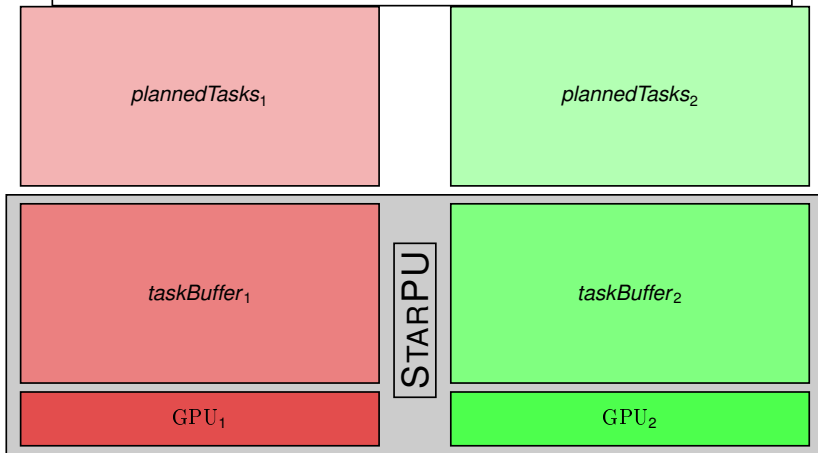 plannedTasks₁
plannedTasks₂
taskBuffer₁
STARPU
taskBuffer₂
GPU₁
GPU₂